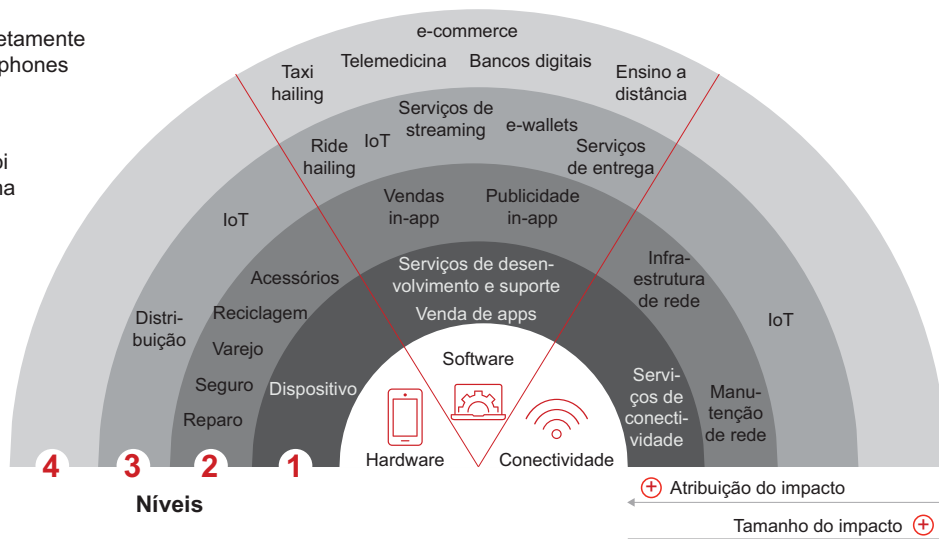 etamente
phones
oi
na
e-commerce
Telemedicina
Bancos digitais
Taxi
hailing
Ensino a
distância
Serviços de
streaming
e-wallets
IoT
Ride
hailing
Serviços
de entrega
Vendas
in-app
Publicidade
in-app
IoT
Acessórios
Infra-
estrutura
de rede
Serviços de desen-
volvimento e suporte
Venda de apps
Distri-
buição
Reciclagem
IoT
Varejo
Software
Seguro
Dispositivo
Servi-
ços de
conecti-
vidade
Manu-
tenção
de rede
Reparo
Hardware
Conectividade
4
3
2
1
Níveis
Atribuição do impacto
Tamanho do impacto